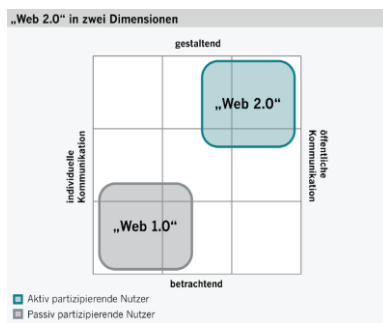 „Web 2.0“ in zwei Dimensionen
gestaltend
„Web 2.0“
individuelle
Kommunikation
öffentliche
Kommunikation
„Web 1.0“
betrachtend
Aktiv partizipierende Nutzer
Passiv partizipierende Nutzer